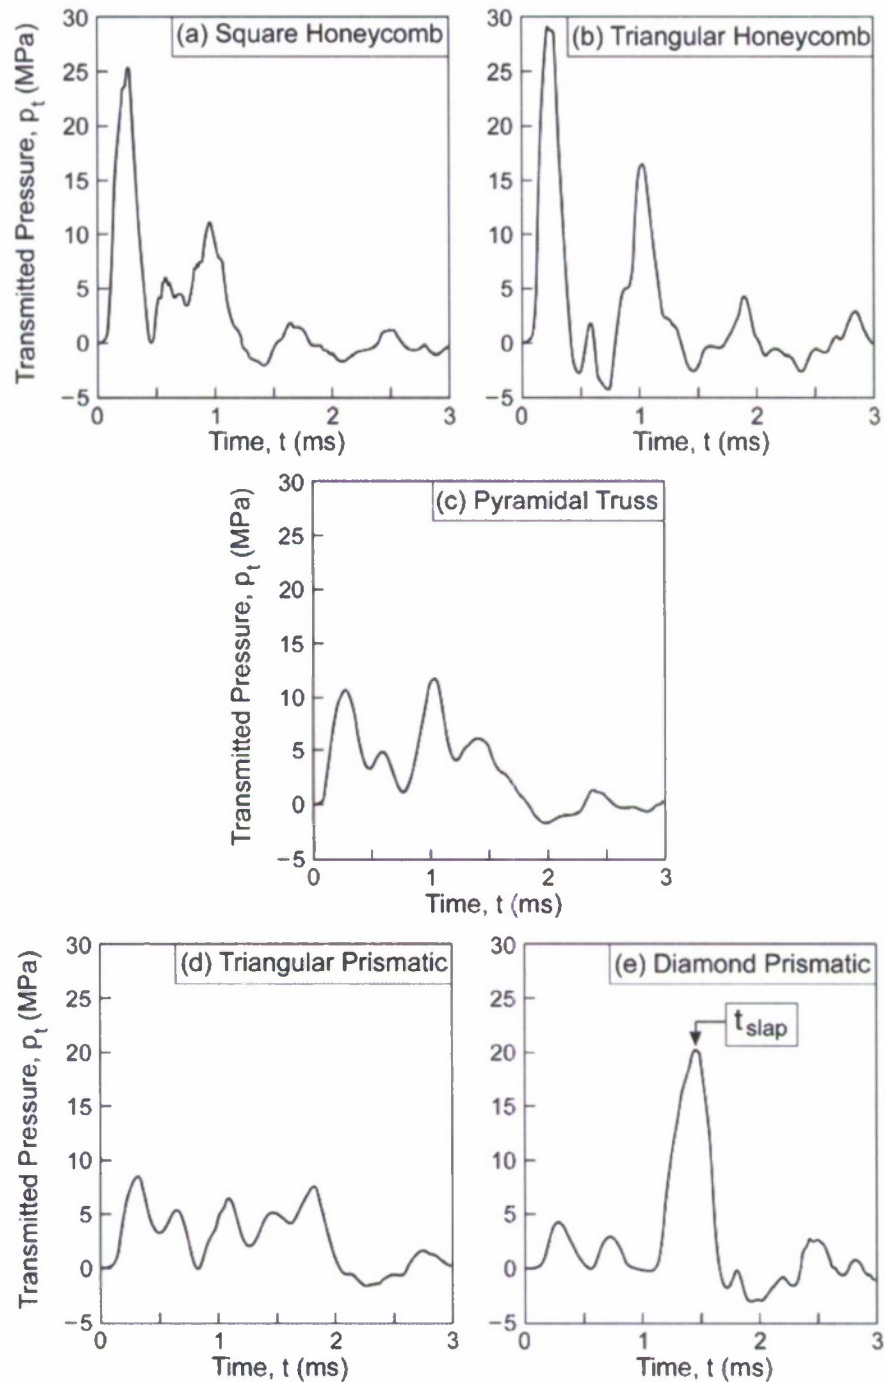 (a) Square Honeycomb
Transmitted Pressure, pt (MPa)
30
25
20
15
10
5
0
−5
0 1 2 3
Time, t (ms)
(b) Triangular Honeycomb
30
25
20
15
10
5
0
−5
0 1 2 3
Time, t (ms)
(c) Pyramidal Truss
Transmitted Pressure, pt (MPa)
30
25
20
15
10
5
0
−5
0 1 2 3
Time, t (ms)
(d) Triangular Prismatic
Transmitted Pressure, pt (MPa)
30
25
20
15
10
5
0
−5
0 1 2 3
Time, t (ms)
(e) Diamond Prismatic
tslap
30
25
20
15
10
5
0
−5
0 1 2 3
Time, t (ms)